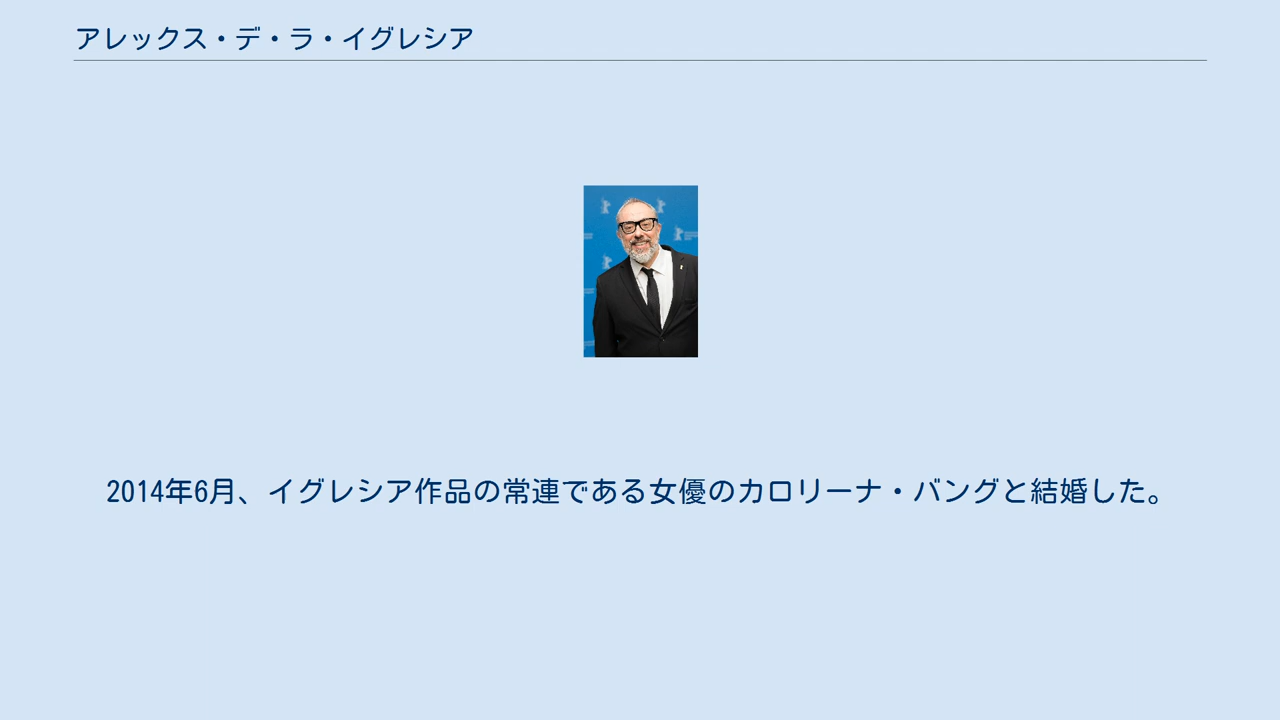 アレックス・デ・ラ・イグレシア
2014年6月、イグレシア作品の常連である女優のカロリーナ・バングと結婚した。